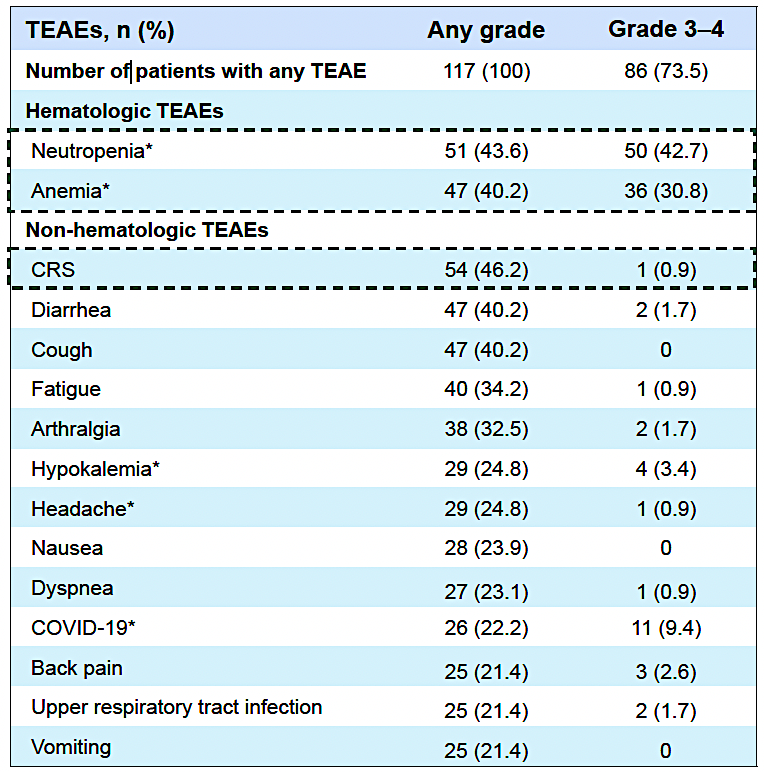 TEAEs, n (%) Any grade Grade 3–4
Number of patients with any TEAE 117 (100) 86 (73.5)
Hematologic TEAEs
Neutropenia* 51 (43.6) 50 (42.7)
Anemia* 47 (40.2) 36 (30.8)
Non-hematologic TEAEs
CRS 54 (46.2) 1 (0.9)
Diarrhea 47 (40.2) 2 (1.7)
Cough 47 (40.2) 0
Fatigue 40 (34.2) 1 (0.9)
Arthralgia 38 (32.5) 2 (1.7)
Hypokalemia* 29 (24.8) 4 (3.4)
Headache* 29 (24.8) 1 (0.9)
Nausea 28 (23.9) 0
Dyspnea 27 (23.1) 1 (0.9)
COVID-19* 26 (22.2) 11 (9.4)
Back pain 25 (21.4) 3 (2.6)
Upper respiratory tract infection 25 (21.4) 2 (1.7)
Vomiting 25 (21.4) 0